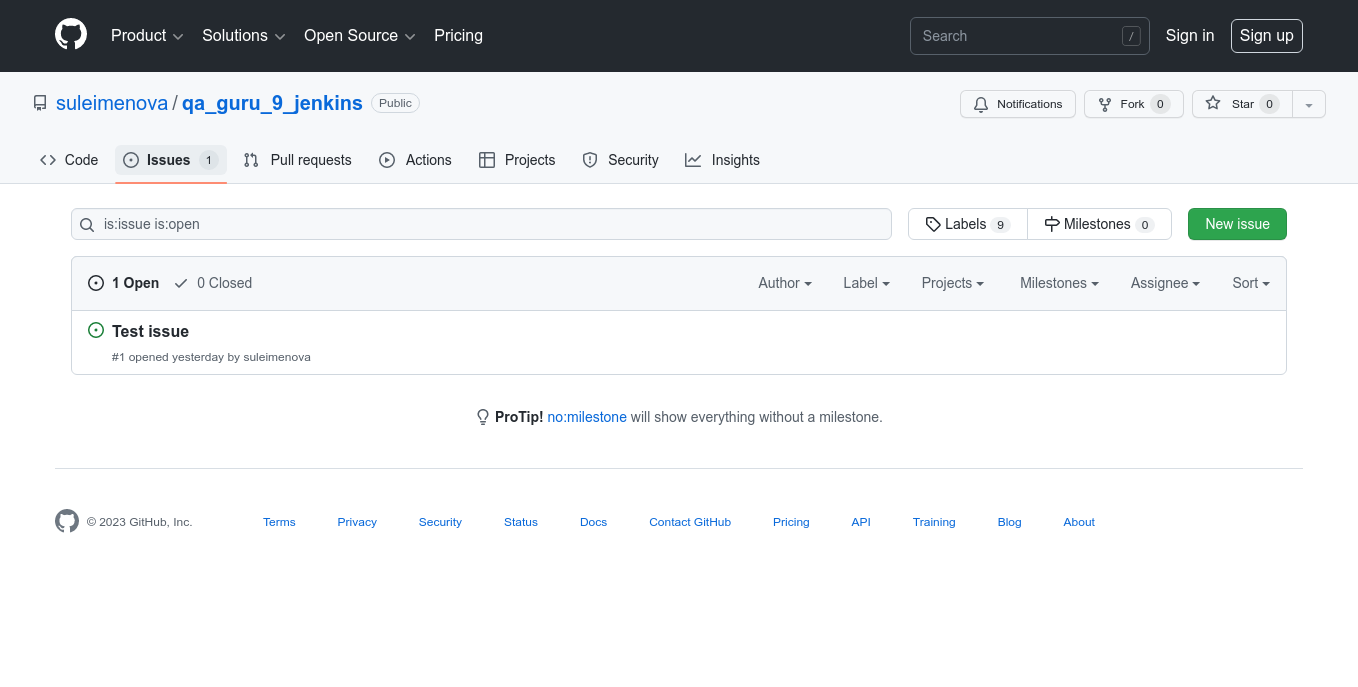 Product Solutions Open Source Pricing Search / Sign in Sign up
suleimenova / qa_guru_9_jenkins Public Notifications Fork 0 Star 0
Code Issues 1 Pull requests Actions Projects Security Insights
is:issue is:open Labels 9 Milestones 0 New issue
1 Open 0 Closed Author Label Projects Milestones Assignee Sort
Test issue
#1 opened yesterday by suleimenova
ProTip! no:milestone will show everything without a milestone.
© 2023 GitHub, Inc. Terms Privacy Security Status Docs Contact GitHub Pricing API Training Blog About